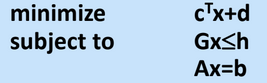 minimize cᵀx+d
subject to Gx≤h
Ax=b